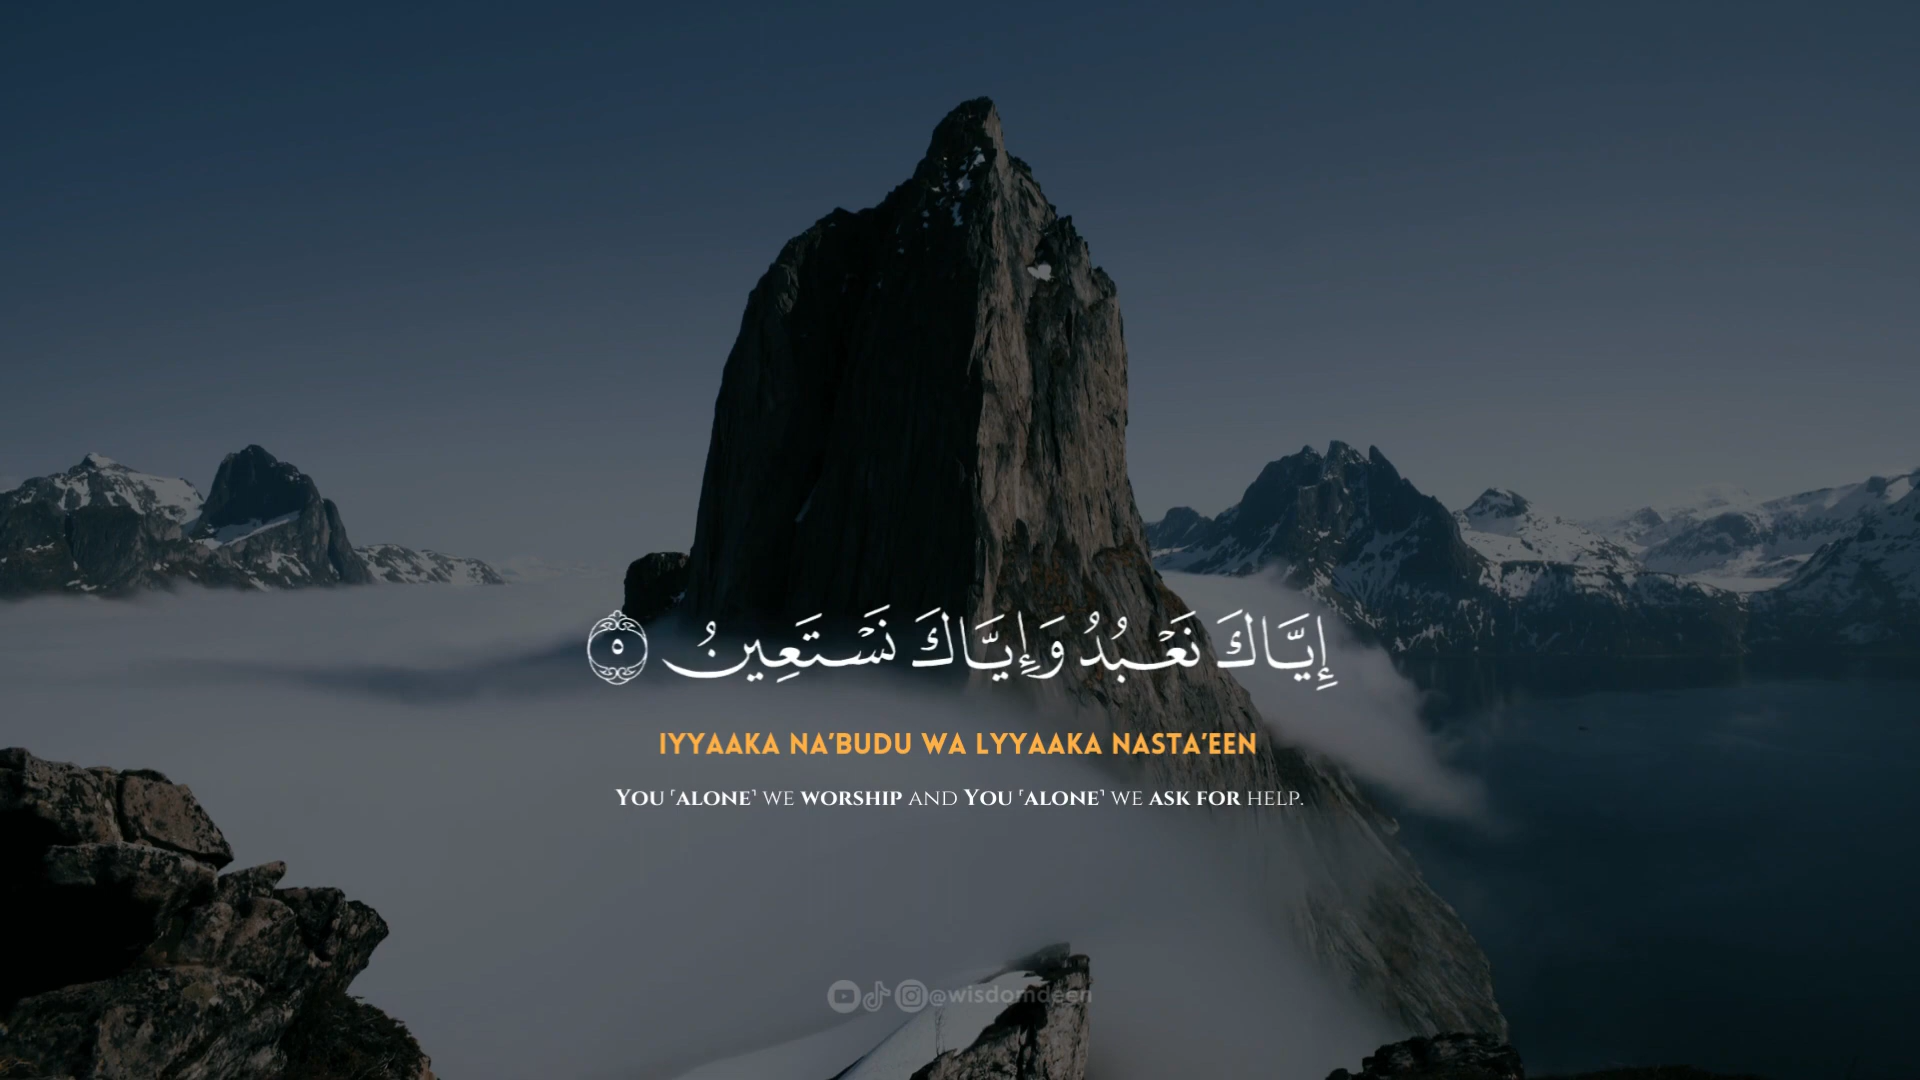 إِيَّاكَ نَعْبُدُ وَإِيَّاكَ نَسْتَعِينُ ٥
IYYAAKA NA’BUDU WA LYYAAKA NASTA’EEN
You ˹alone˺ we worship and You ˹alone˺ we ask for help.
@wisdomdeen